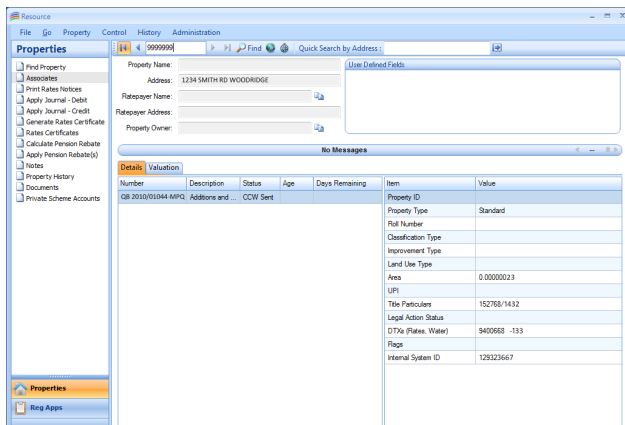 Resource
File Go Property Control History Administration
Properties
9999999 Find Quick Search by Address :
Find Property
Associates
Print Rates Notices
Apply Journal - Debit
Apply Journal - Credit
Generate Rates Certificate
Rates Certificates
Calculate Pension Rebate
Apply Pension Rebate(s)
Notes
Property History
Documents
Private Scheme Accounts
Property Name:
Address: 1234 SMITH RD WOODRIDGE
Ratepayer Name:
Ratepayer Address:
Property Owner:
User Defined Fields
No Messages
Details Valuation
Number Description Status Age Days Remaining
QB 2010/01044-MPQ Additions and ... CCW Sent
Item Value
Property ID
Property Type Standard
Roll Number
Classification Type
Improvement Type
Land Use Type
Area 0.00000023
UPI
Title Particulars 152768/1432
Legal Action Status
DTXs (Rates, Water) 9400668 -133
Flags
Internal System ID 129323667
Properties
Reg Apps